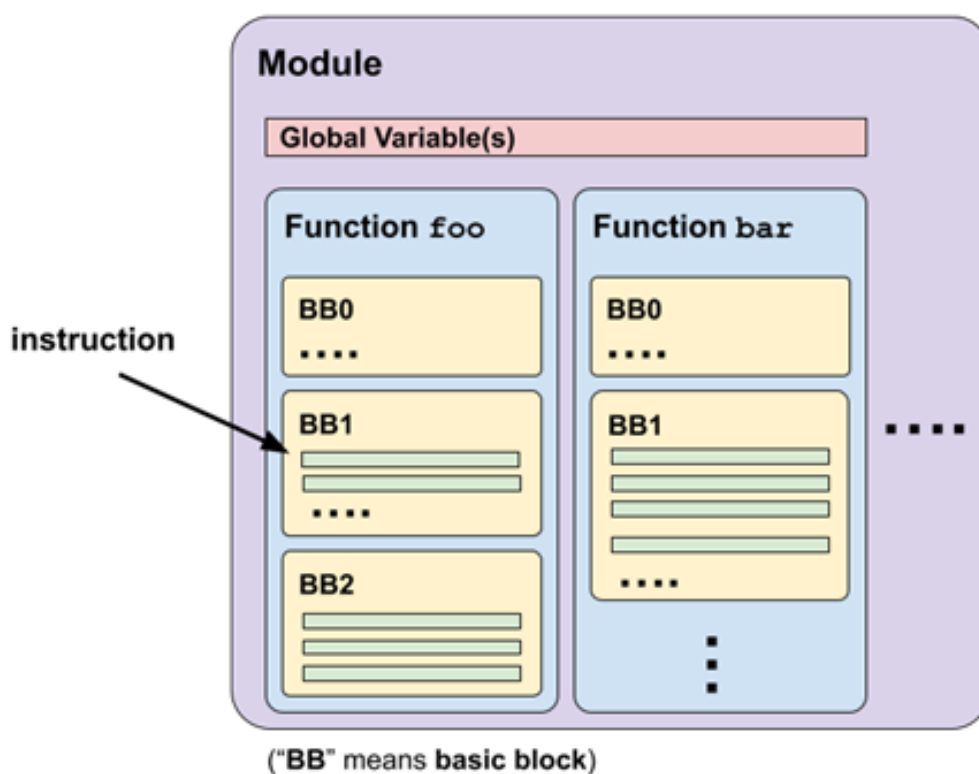 Module
Global Variable(s)
Function foo
BB0
....
BB1
....
BB2
Function bar
BB0
....
BB1
....
....
instruction
("BB" means basic block)